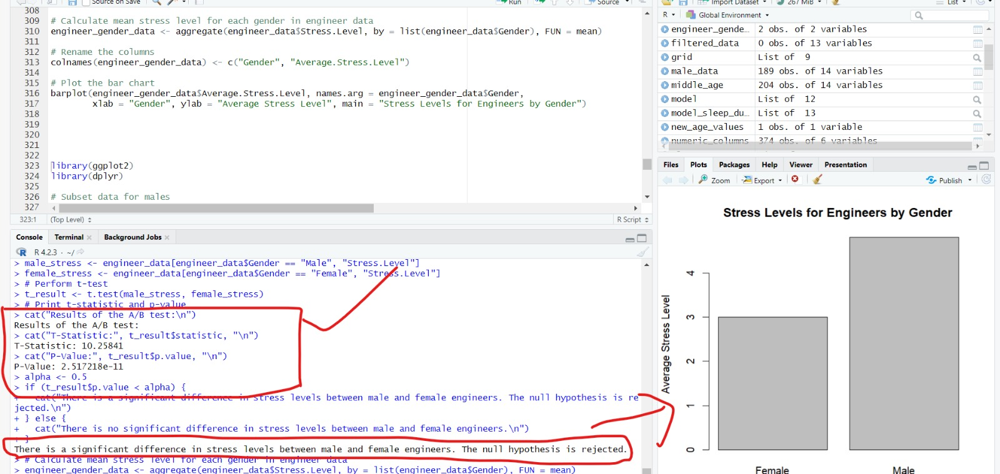 Source on Save
Run
Source
308
309 # Calculate mean stress level for each gender in engineer data
310 engineer_gender_data <- aggregate(engineer_data$Stress.Level, by = list(engineer_data$Gender), FUN = mean)
311
312 # Rename the columns
313 colnames(engineer_gender_data) <- c("Gender", "Average.Stress.Level")
314
315 # Plot the bar chart
316 barplot(engineer_gender_data$Average.Stress.Level, names.arg = engineer_gender_data$Gender,
317 xlab = "Gender", ylab = "Average Stress Level", main = "Stress Levels for Engineers by Gender")
318
319
320
321
322
323 library(ggplot2)
324 library(dplyr)
325
326 # Subset data for males
327
323:1 (Top Level) R Script
Console Terminal Background Jobs
R 4.2.3 · ~/
> male_stress <- engineer_data[engineer_data$Gender == "Male", "Stress.Level"]
> female_stress <- engineer_data[engineer_data$Gender == "Female", "Stress.Level"]
> # Perform t-test
> t_result <- t.test(male_stress, female_stress)
> # Print t-statistic and p-value
> cat("Results of the A/B test:\n")
Results of the A/B test:
> cat("T-Statistic:", t_result$statistic, "\n")
T-Statistic: 10.25841
> cat("P-Value:", t_result$p.value, "\n")
P-Value: 2.517218e-11
> alpha <- 0.5
> if (t_result$p.value < alpha) {
+ cat("There is a significant difference in stress levels between male and female engineers. The null hypothesis is re
jected.\n")
+ } else {
+ cat("There is no significant difference in stress levels between male and female engineers.\n")
+ }
There is a significant difference in stress levels between male and female engineers. The null hypothesis is rejected.
> # Calculate mean stress level for each gender in engineer data
> engineer_gender_data <- aggregate(engineer_data$Stress.Level, by = list(engineer_data$Gender), FUN = mean)
Import Dataset 267 MiB List
R Global Environment
engineer_gende… 2 obs. of 2 variables
filtered_data 0 obs. of 13 variables
grid List of 9
male_data 189 obs. of 14 variables
middle_age 204 obs. of 14 variables
model List of 12
model_sleep_du… List of 13
new_age_values 1 obs. of 1 variable
numeric_columns 374 obs. of 6 variables
Files Plots Packages Help Viewer Presentation
Zoom Export Publish
Stress Levels for Engineers by Gender
Average Stress Level
4
3
2
1
0
Female Male